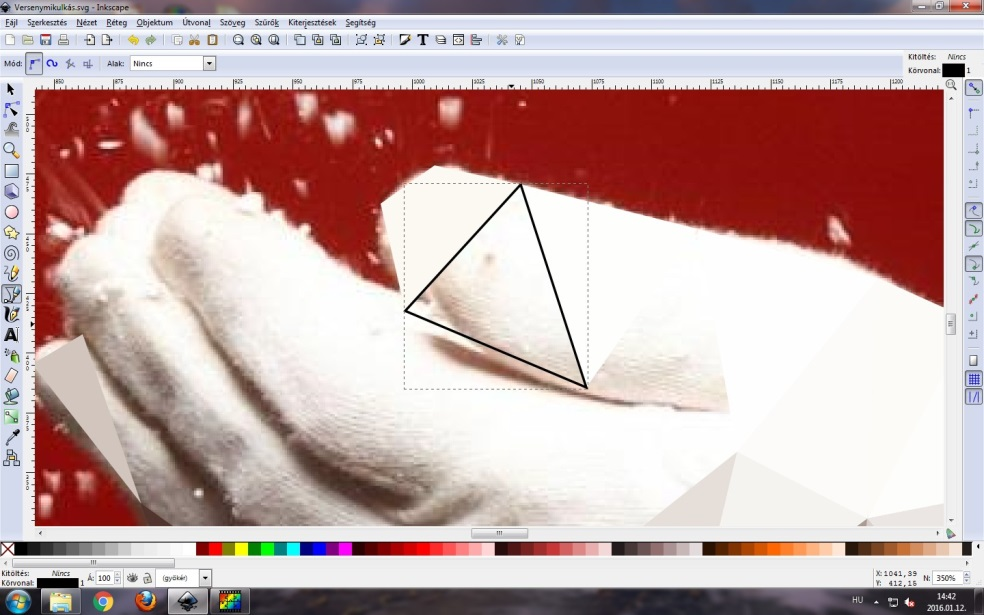 Versenymikulkás.svg - Inkscape
Fájl Szerkesztés Nézet Réteg Objektum Útvonal Szöveg Szűrők Kiterjesztések Segítség
Mód: Alak: Nincs
Kitöltés: Nincs
Körvonal: 1
850 875 900 925 950 975 1000 1025 1050 1075 1100 1125 1150 1175 1200
Kitöltés: Nincs
Körvonal: 1
Á: 100
(gyökér)
X: 1041,39
Y: 412,15
N: 350%
HU
14:42
2016.01.12.